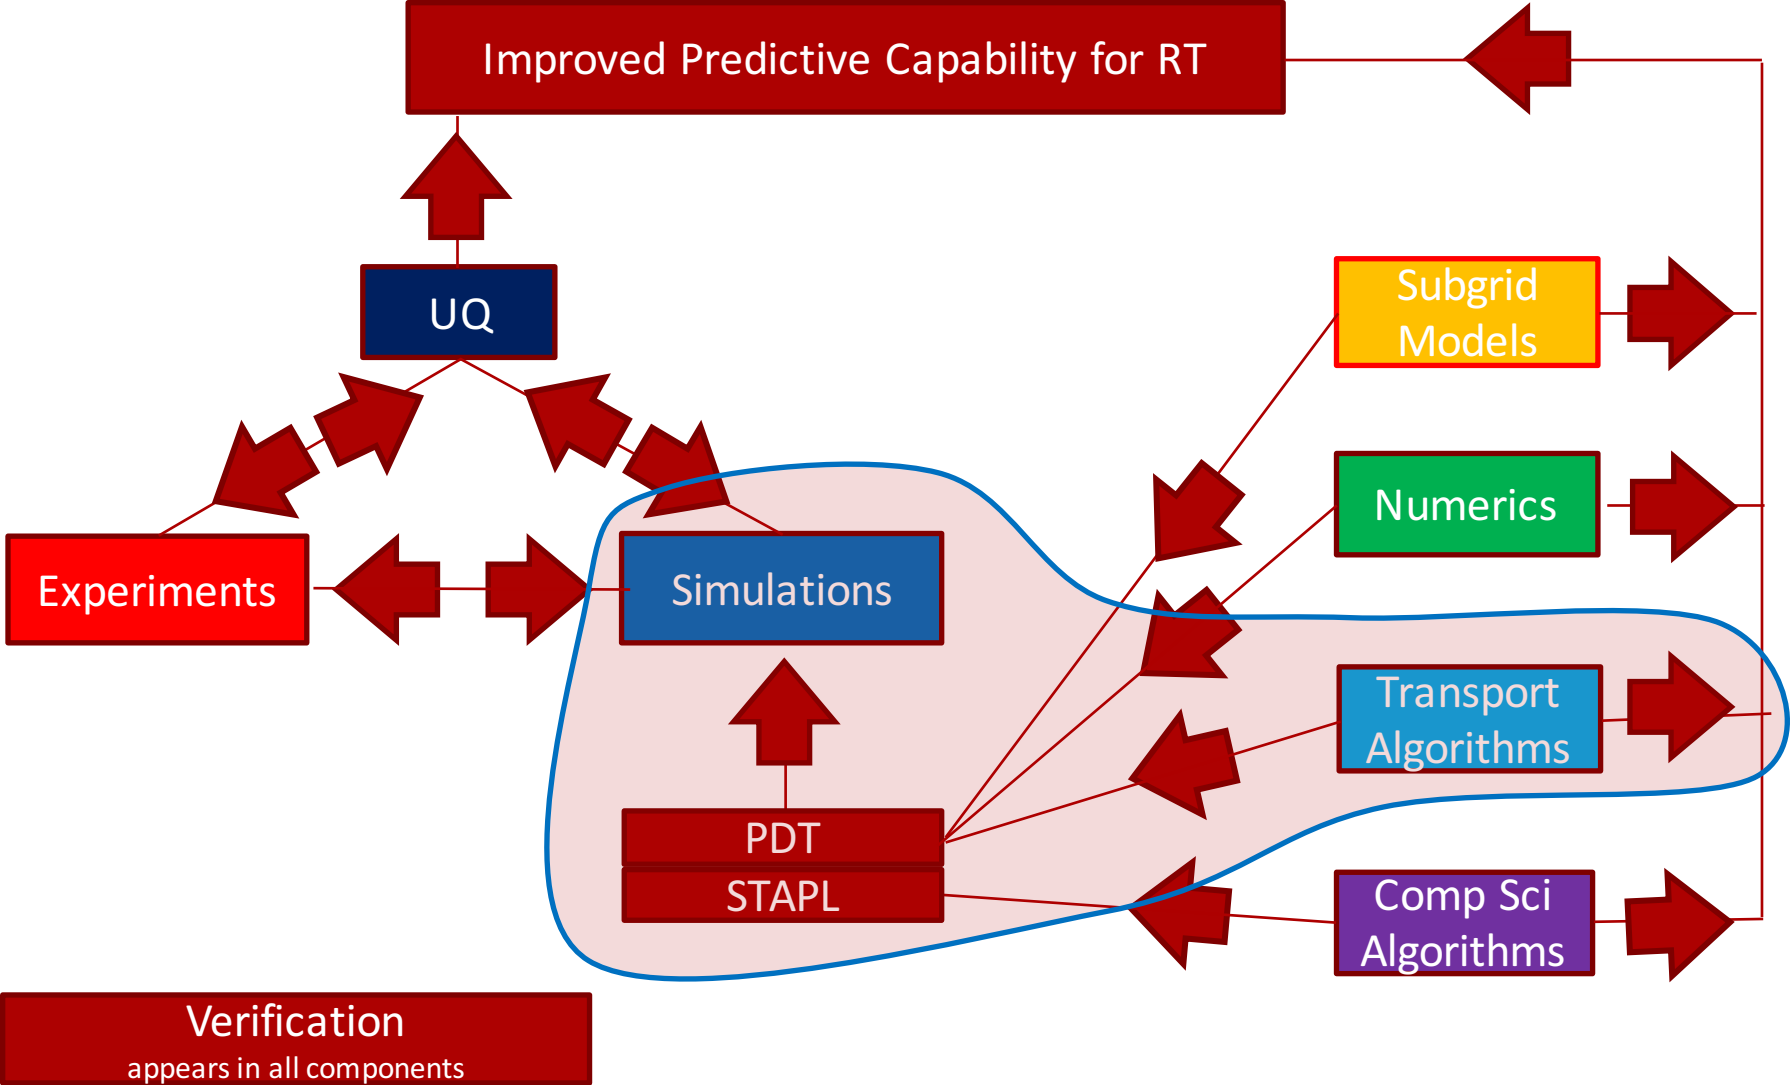 Improved Predictive Capability for RT
UQ
Subgrid
Models
Numerics
Experiments
Simulations
Transport
Algorithms
PDT
STAPL
Comp Sci
Algorithms
Verification
appears in all components